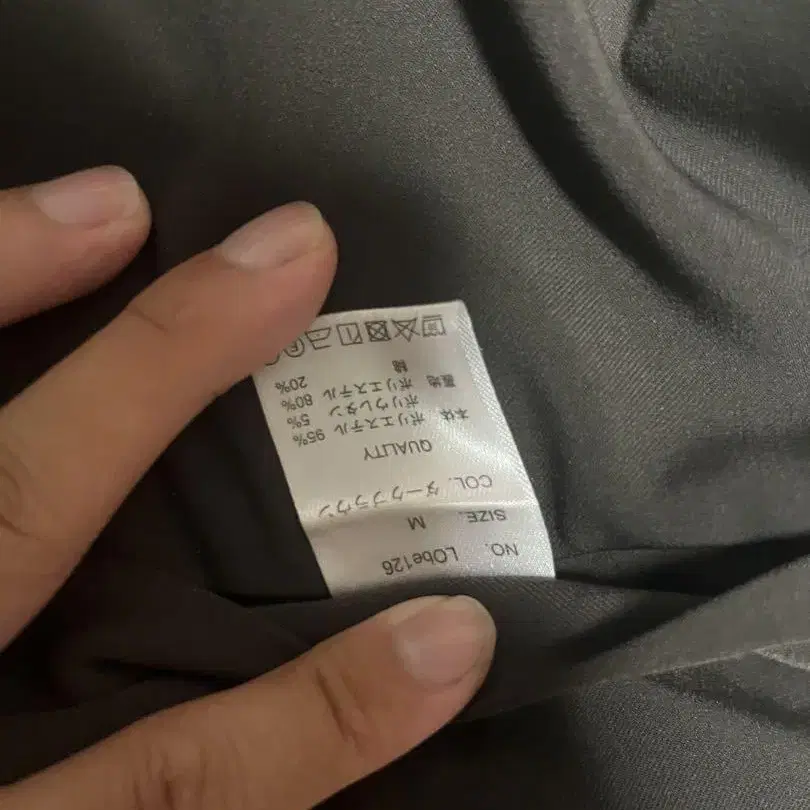 NO. LObe126
SIZE. M
COL. ダークブラウン
QUALITY
本体 ポリエステル 95%
ポリウレタン 5%
裏地 ポリエステル 80%
綿 20%